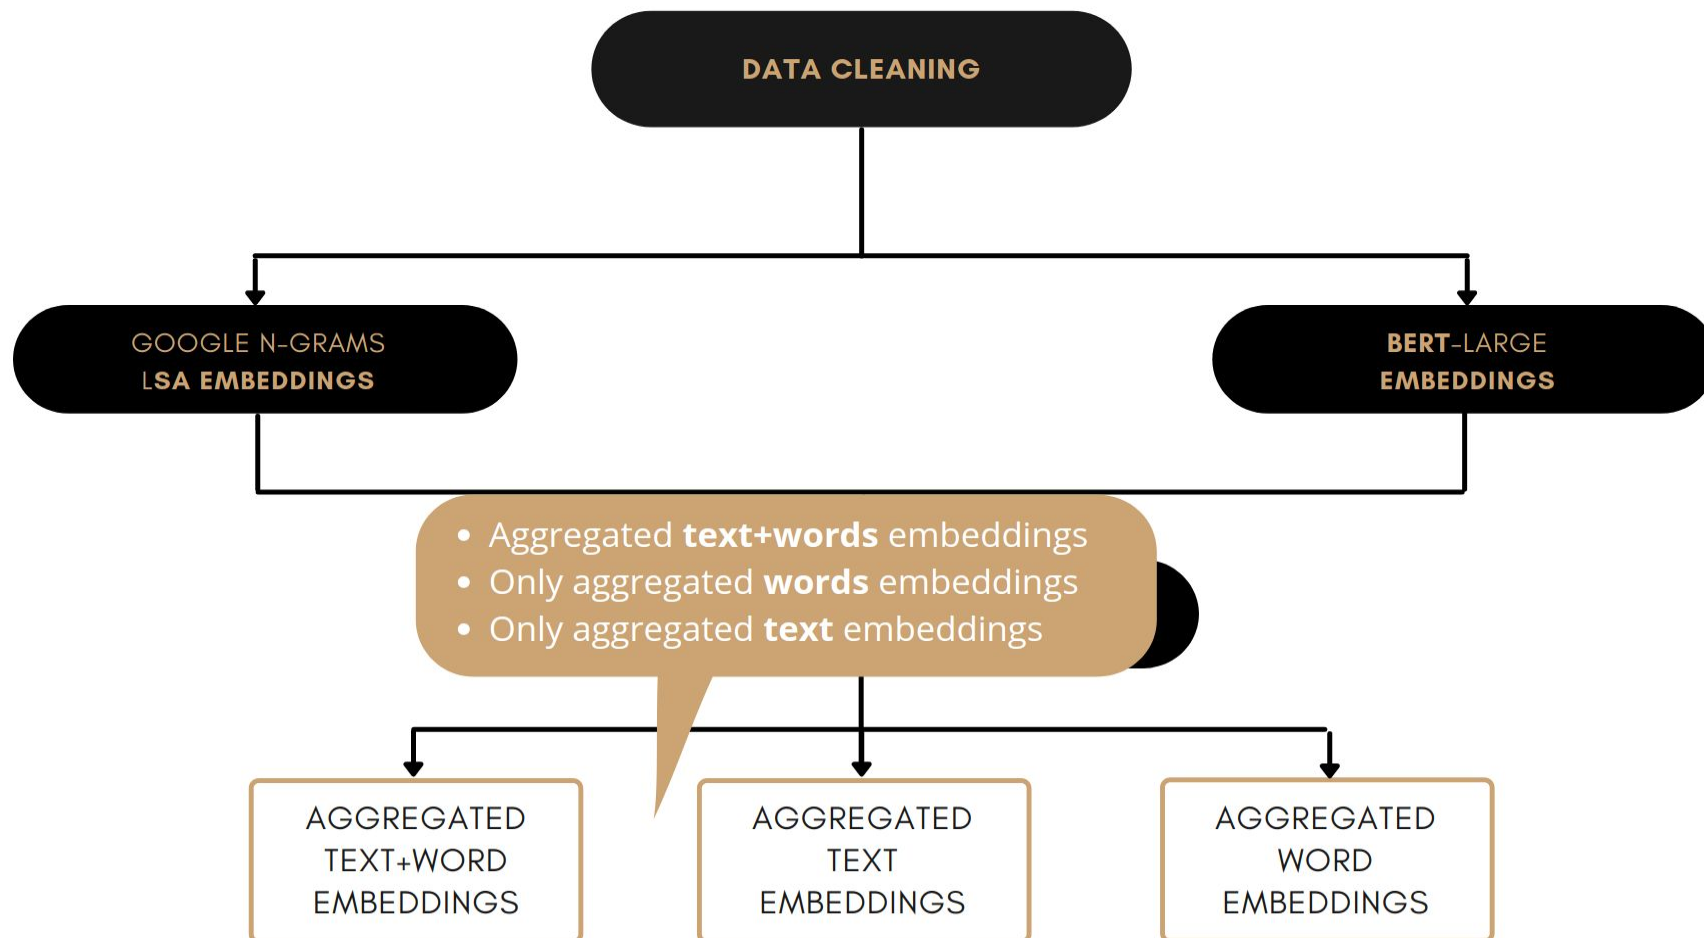 DATA CLEANING
GOOGLE N-GRAMS
LSA EMBEDDINGS
BERT-LARGE
EMBEDDINGS
• Aggregated text+words embeddings
• Only aggregated words embeddings
• Only aggregated text embeddings
AGGREGATED
TEXT+WORD
EMBEDDINGS
AGGREGATED
TEXT
EMBEDDINGS
AGGREGATED
WORD
EMBEDDINGS